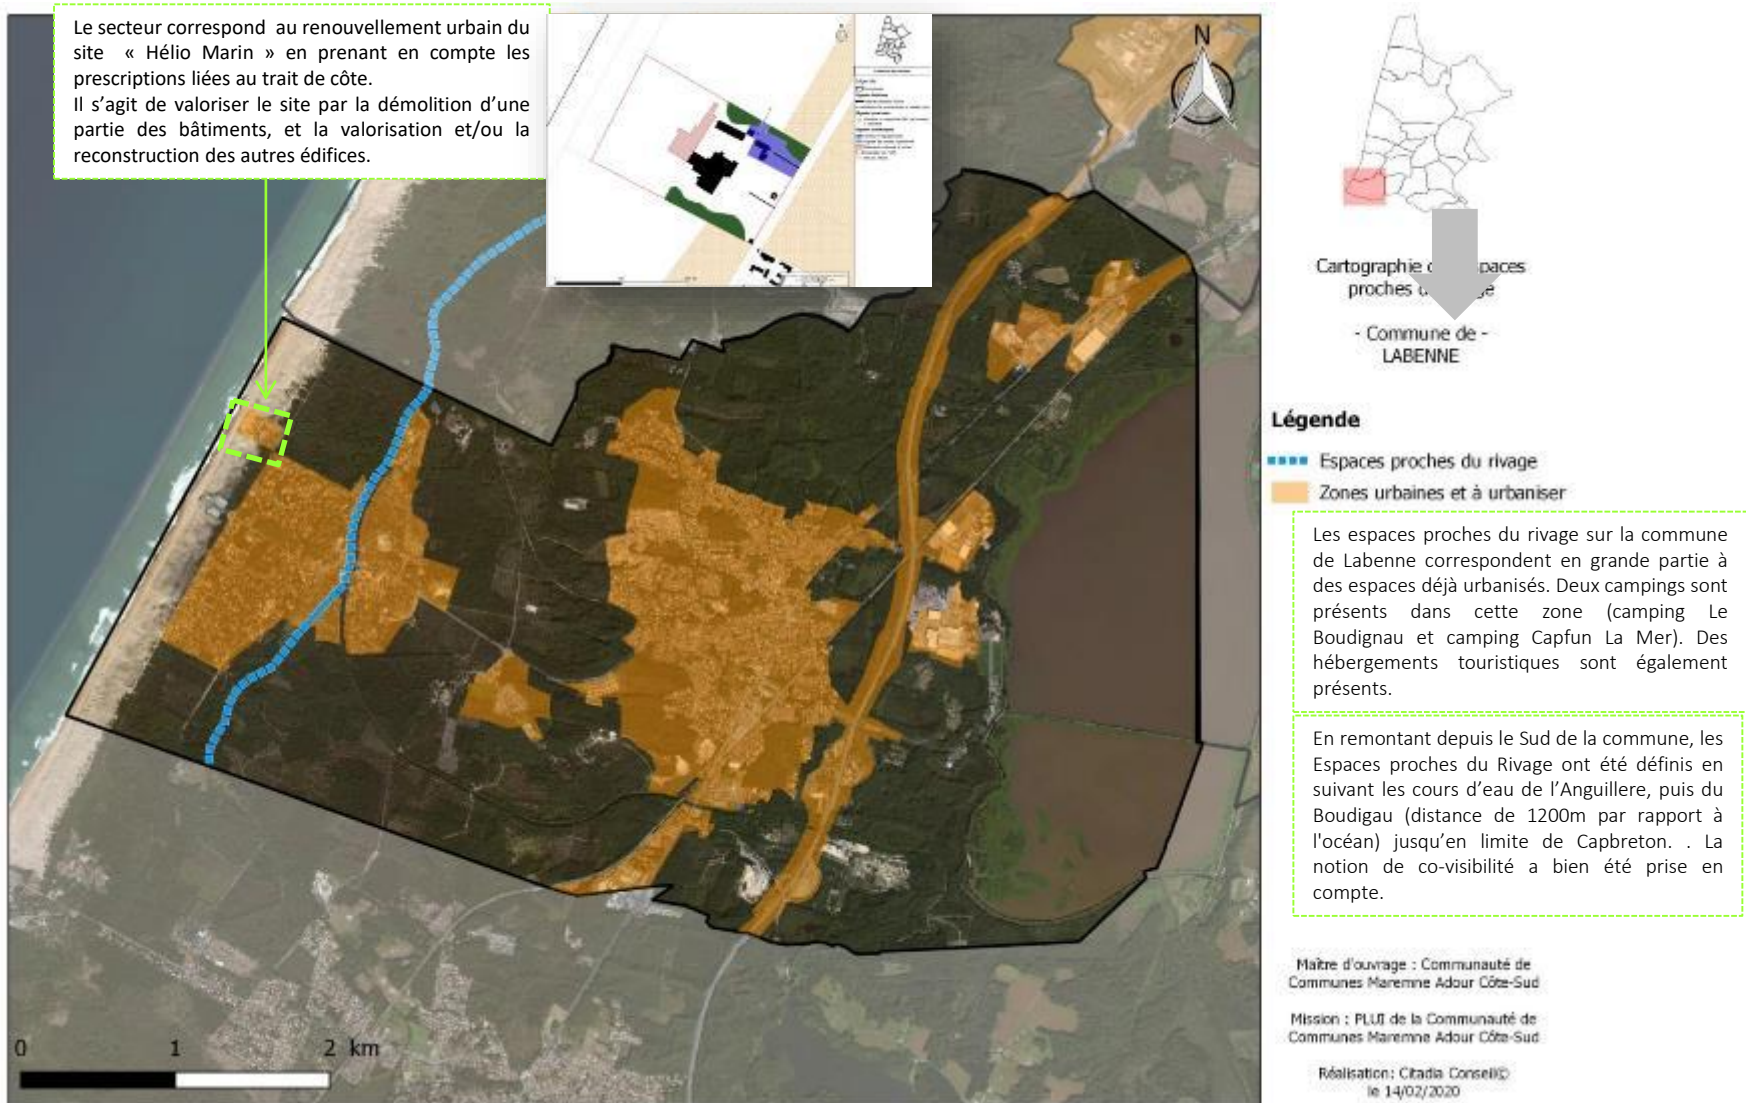 Le secteur correspond au renouvellement urbain du
site « Hélio Marin » en prenant en compte les
prescriptions liées au trait de côte.
Il s’agit de valoriser le site par la démolition d’une
partie des bâtiments, et la valorisation et/ou la
reconstruction des autres édifices.
N
Cartographie paces
proches
- Commune de -
LABENNE
Légende
Espaces proches du rivage
Zones urbaines et à urbaniser
Les espaces proches du rivage sur la commune
de Labenne correspondent en grande partie à
des espaces déjà urbanisés. Deux campings sont
présents dans cette zone (camping Le
Boudignau et camping Capfun La Mer). Des
hébergements touristiques sont également
présents.
En remontant depuis le Sud de la commune, les
Espaces proches du Rivage ont été définis en
suivant les cours d’eau de l’Anguillere, puis du
Boudigau (distance de 1200m par rapport à
l'océan) jusqu’en limite de Capbreton. . La
notion de co-visibilité a bien été prise en
compte.
Maître d'ouvrage : Communauté de
Communes Maremne Adour Côte-Sud
Mission : PLUI de la Communauté de
Communes Maremne Adour Côte-Sud
Réalisation: Citadia Conseil©
le 14/02/2020
0 1 2 km